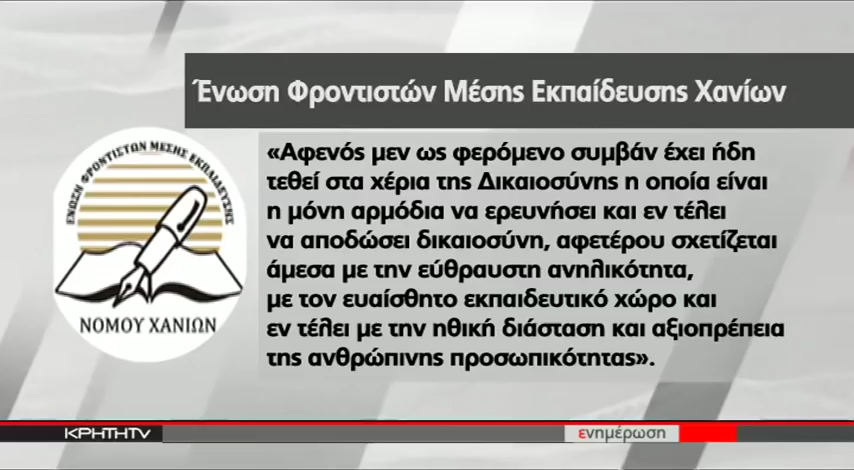 Ένωση Φροντιστών Μέσης Εκπαίδευσης Χανίων
ΕΝΩΣΗ ΦΡΟΝΤΙΣΤΩΝ ΜΕΣΗΣ ΕΚΠΑΙΔΕΥΣΗΣ
ΝΟΜΟΥ ΧΑΝΙΩΝ
«Αφενός μεν ως φερόμενο συμβάν έχει ήδη
τεθεί στα χέρια της Δικαιοσύνης η οποία είναι
η μόνη αρμόδια να ερευνήσει και εν τέλει
να αποδώσει δικαιοσύνη, αφετέρου σχετίζεται
άμεσα με την εύθραυστη ανηλικότητα,
με τον ευαίσθητο εκπαιδευτικό χώρο και
εν τέλει με την ηθική διάσταση και αξιοπρέπεια
της ανθρώπινης προσωπικότητας».
ΚΡΗΤΗTV
ενημέρωση